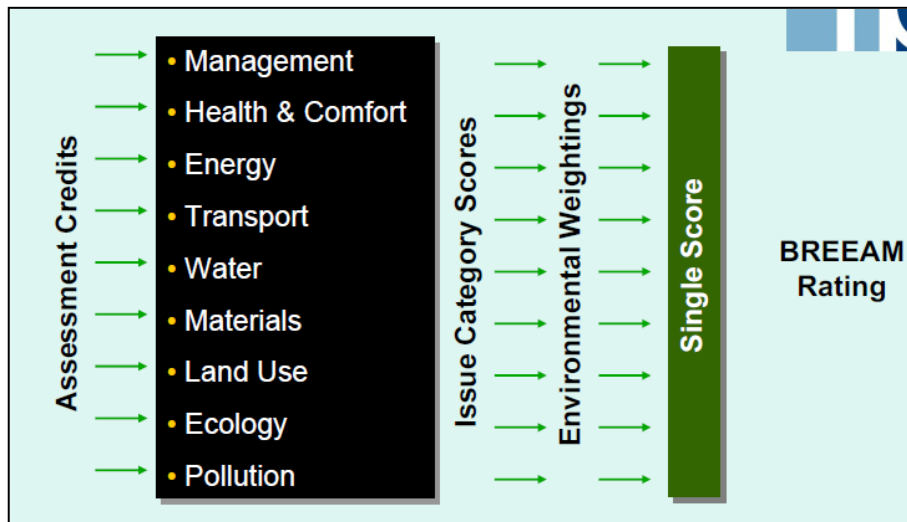 Assessment Credits
• Management
• Health & Comfort
• Energy
• Transport
• Water
• Materials
• Land Use
• Ecology
• Pollution
Issue Category Scores
Environmental Weightings
Single Score
BREEAM
Rating